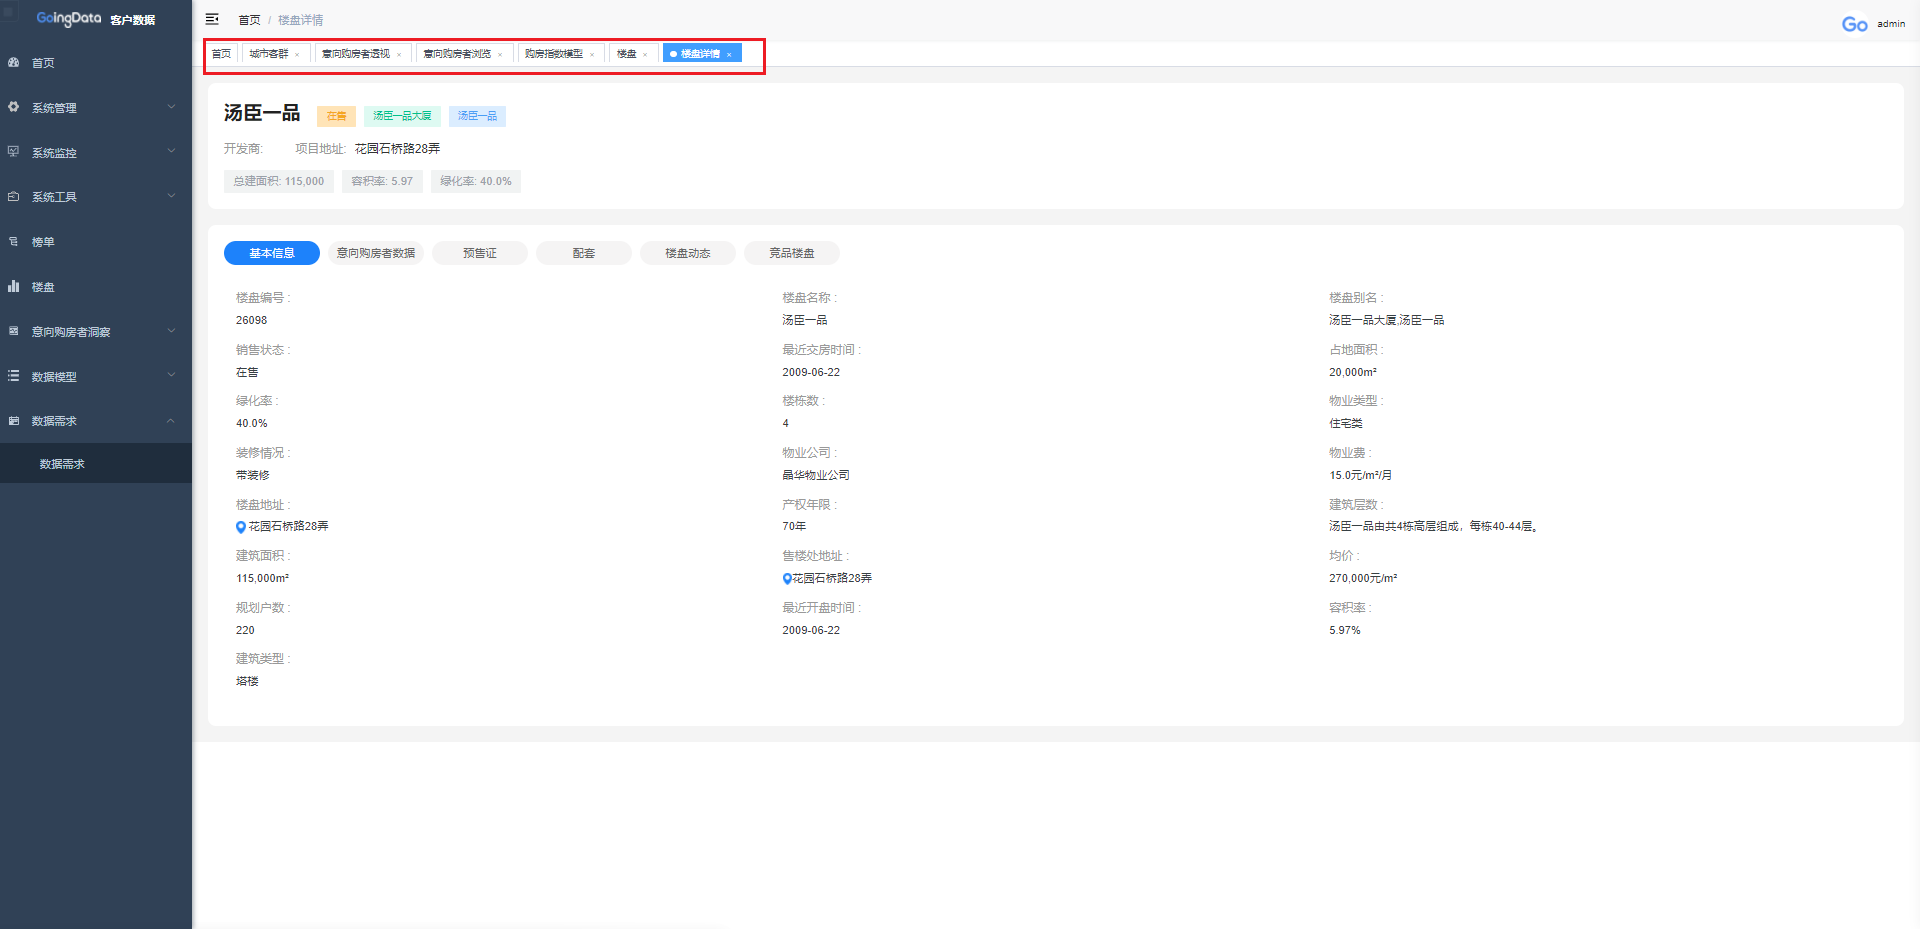 GoingData 客户数据
首页
系统管理
系统监控
系统工具
榜单
楼盘
意向购房者洞察
数据模型
数据需求
数据需求
首页 / 楼盘详情
Go admin
首页 城市客群 × 意向购房者透视 × 意向购房者浏览 × 购房指数模型 × 楼盘 × 楼盘详情 ×
汤臣一品 在售 汤臣一品大厦 汤臣一品
开发商: 项目地址: 花园石桥路28弄
总建面积: 115,000 容积率: 5.97 绿化率: 40.0%
基本信息 意向购房者数据 预售证 配套 楼盘动态 竞品楼盘
楼盘编号 : 楼盘名称 : 楼盘别名 :
26098 汤臣一品 汤臣一品大厦,汤臣一品
销售状态 : 最近交房时间 : 占地面积 :
在售 2009-06-22 20,000m²
绿化率 : 楼栋数 : 物业类型 :
40.0% 4 住宅类
装修情况 : 物业公司 : 物业费 :
带装修 晶华物业公司 15.0元/m²/月
楼盘地址 : 产权年限 : 建筑层数 :
花园石桥路28弄 70年 汤臣一品由共4栋高层组成，每栋40-44层。
建筑面积 : 售楼处地址 : 均价 :
115,000m² 花园石桥路28弄 270,000元/m²
规划户数 : 最近开盘时间 : 容积率 :
220 2009-06-22 5.97%
建筑类型 :
塔楼